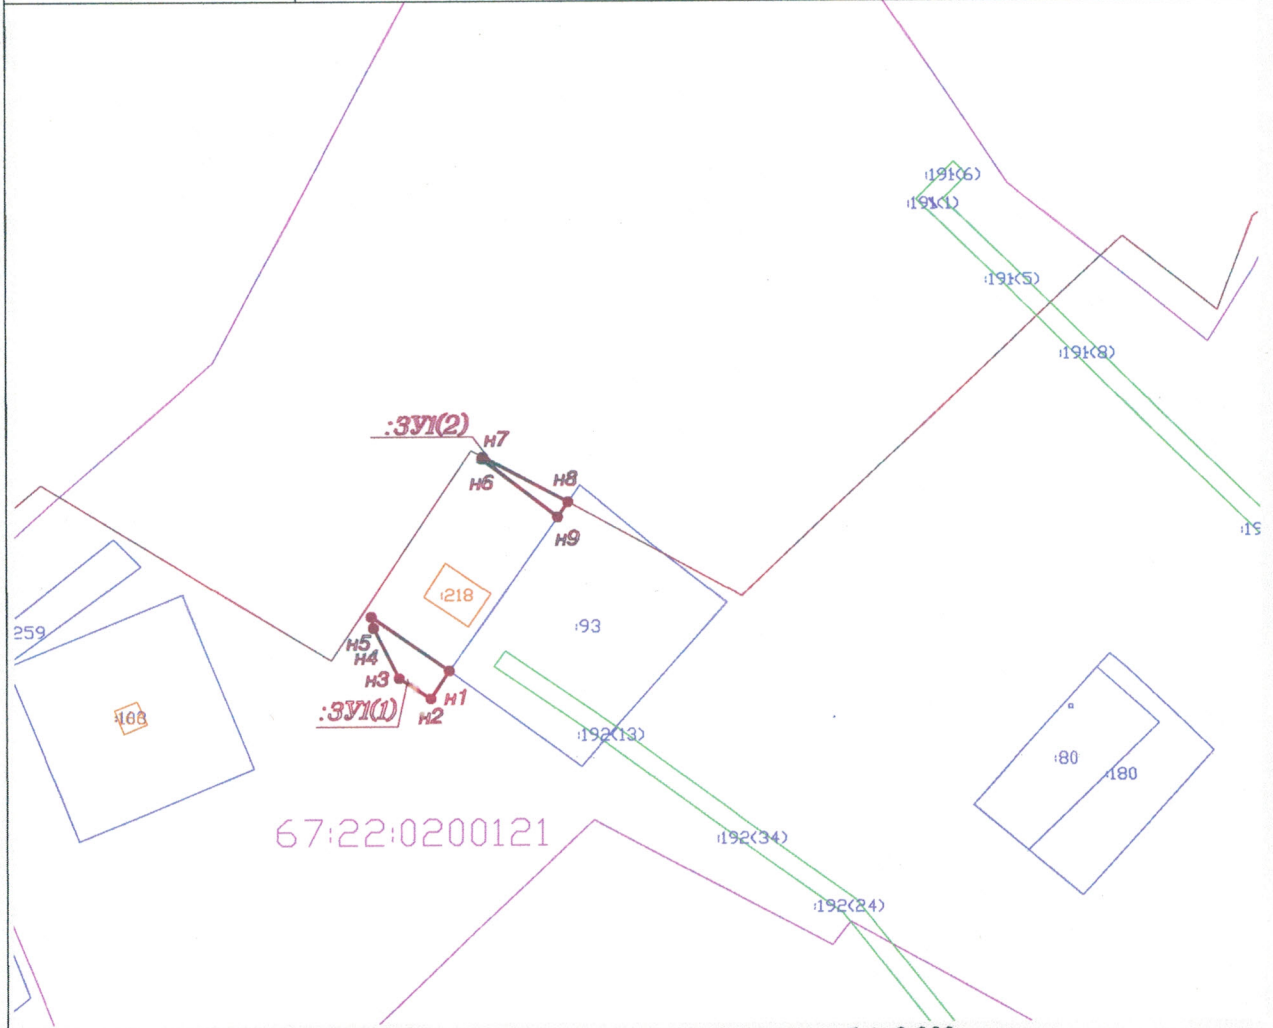 :191(6)
:191(1)
:191(5)
:191(8)
:ЗУ1(2)
н7
н6
н8
н9
:218
:93
259
н5
н4
н3
н1
н2
:ЗУ1(1)
:192(13)
:80
:180
67:22:0200121
:192(34)
:192(24)